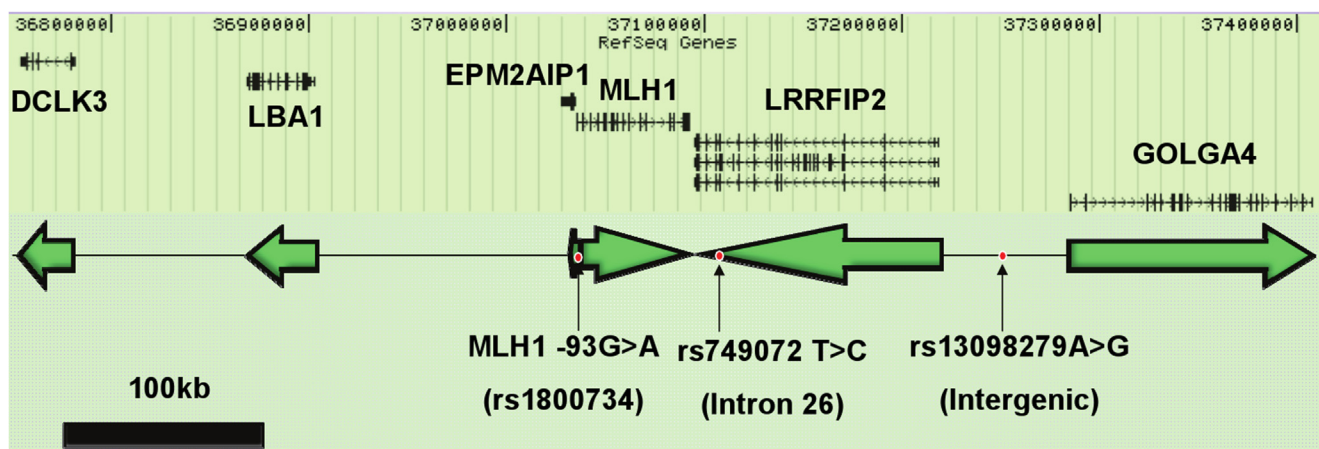 36800000| 36900000| 37000000| 37100000| 37200000| 37300000| 37400000|
RefSeq Genes
DCLK3
LBA1
EPM2AIP1
MLH1
LRRFIP2
GOLGA4
MLH1 -93G>A
(rs1800734)
rs749072 T>C
(Intron 26)
rs13098279A>G
(Intergenic)
100kb